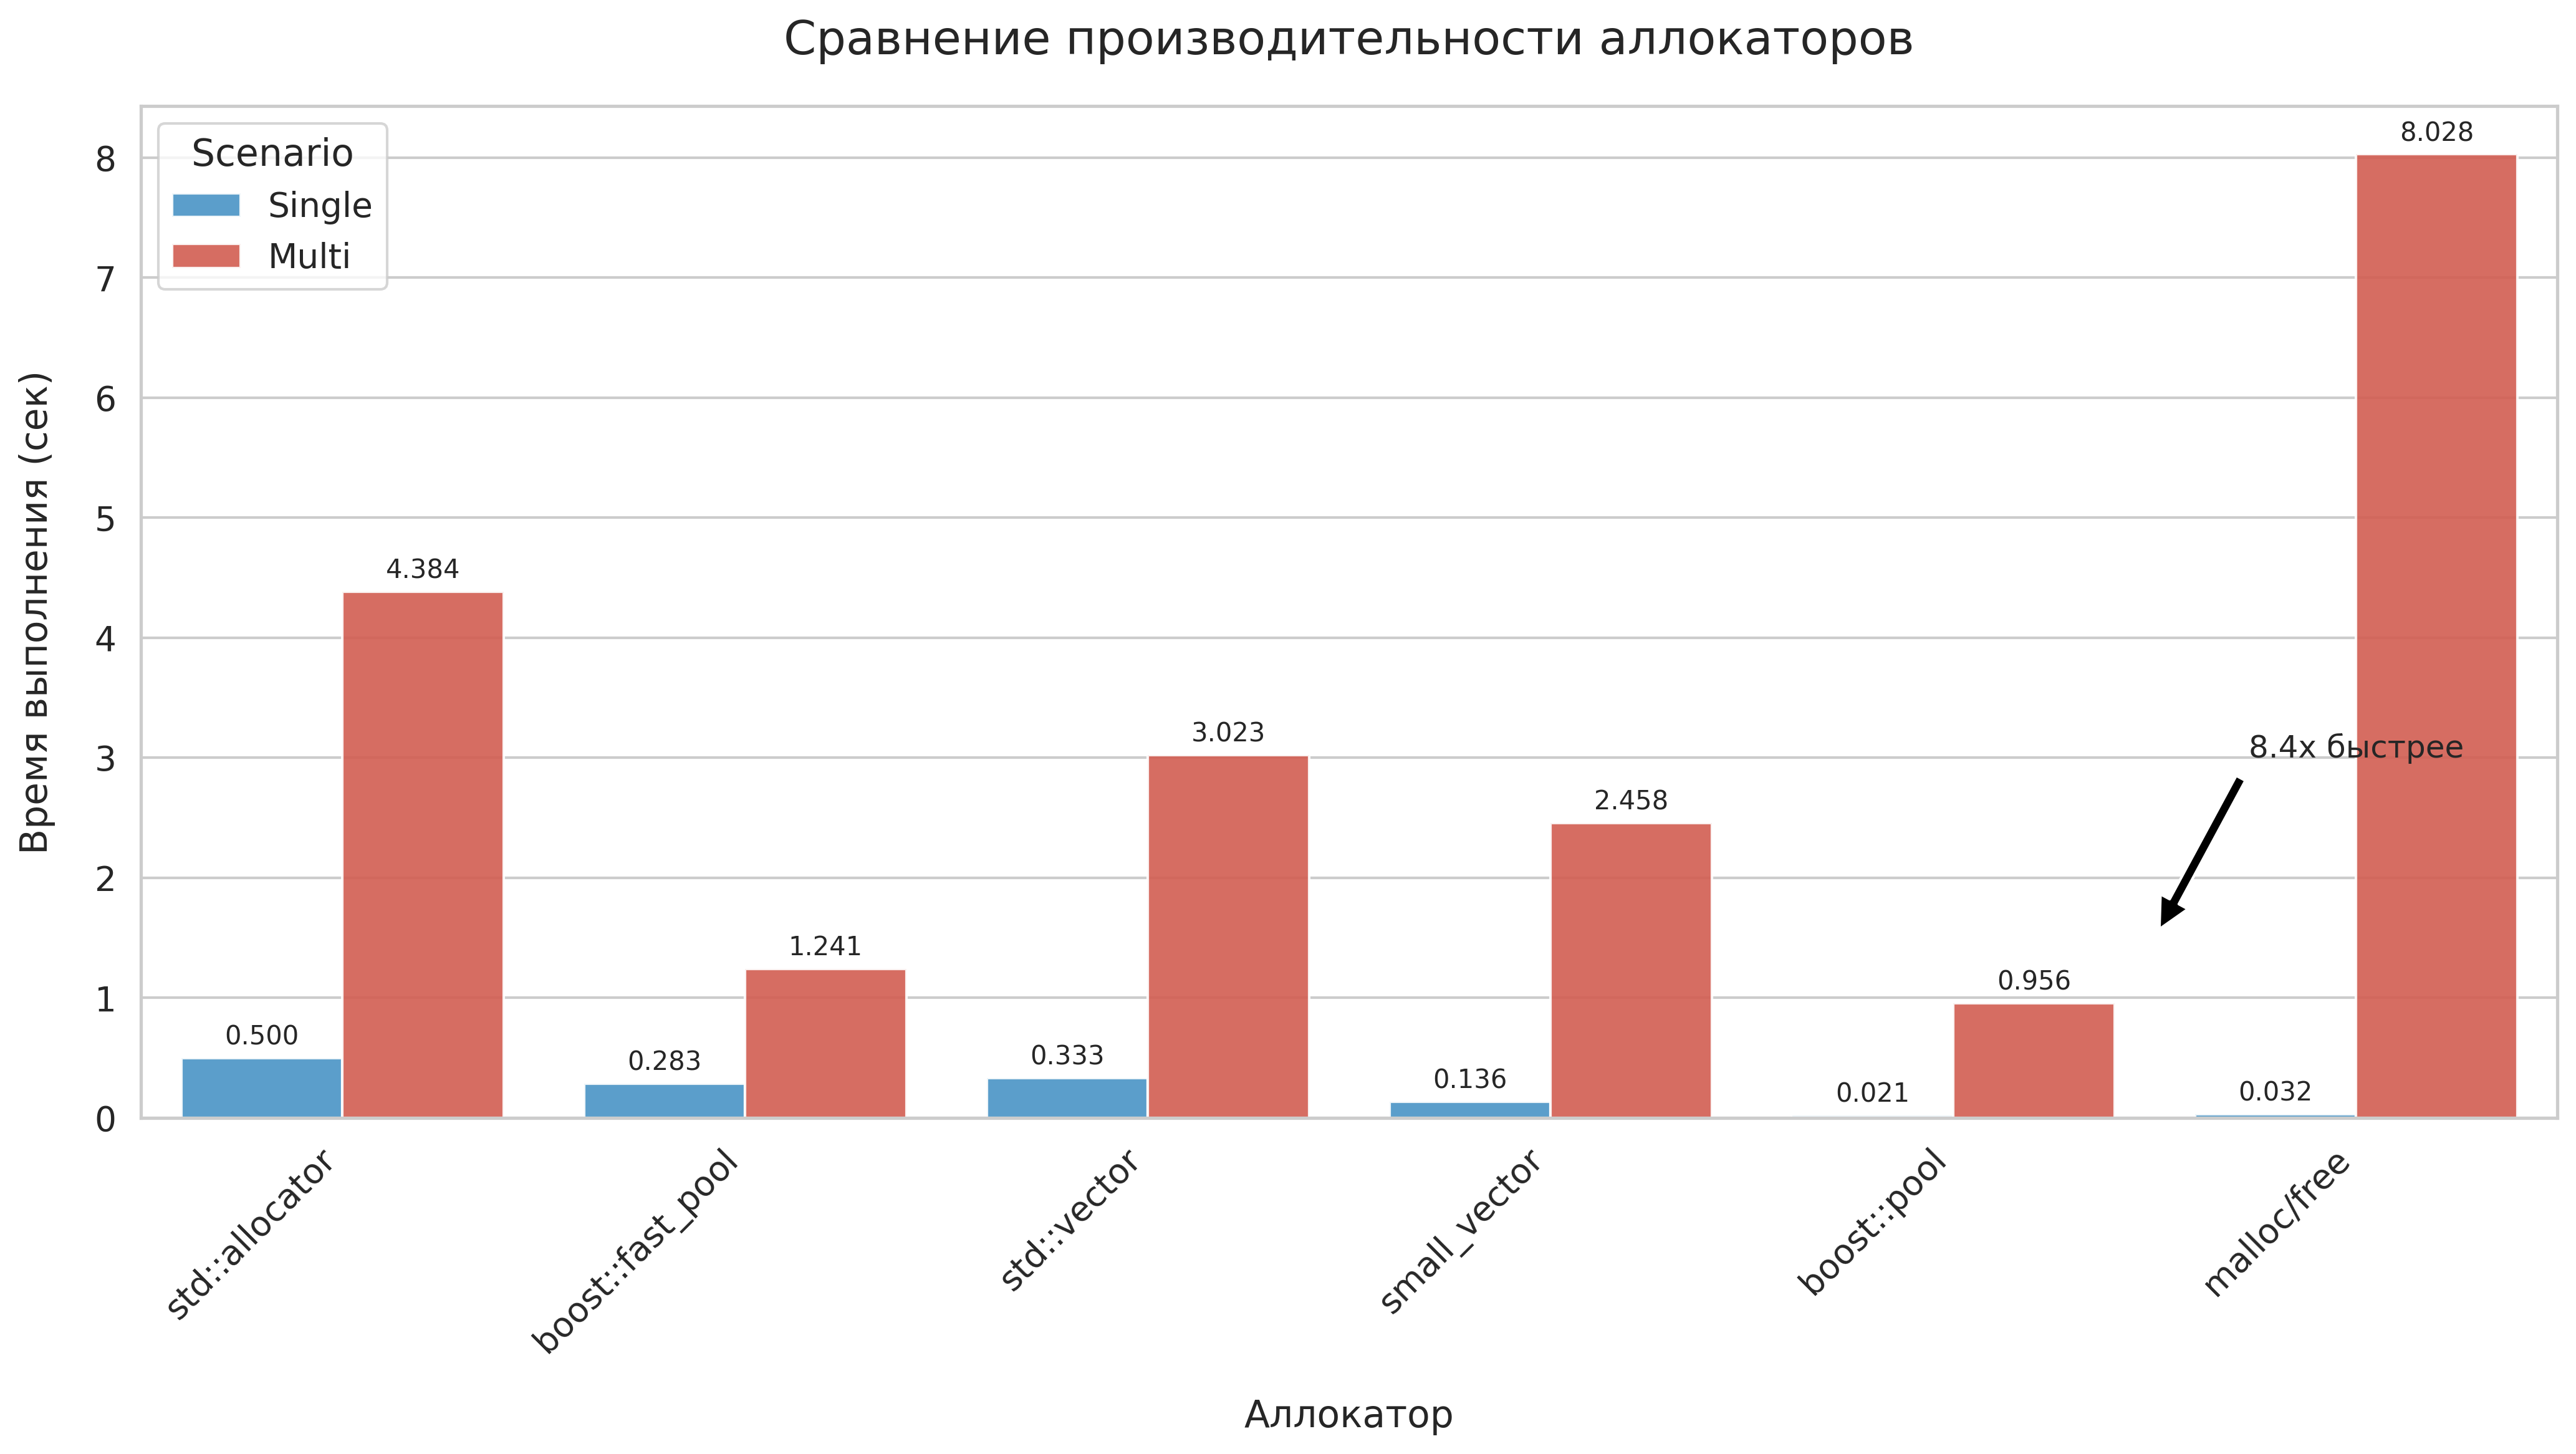 Сравнение производительности аллокаторов
Scenario
Single
Multi
Время выполнения (сек)
8
7
6
5
4
3
2
1
0
0.500
4.384
0.283
1.241
0.333
3.023
0.136
2.458
0.021
0.956
0.032
8.028
8.4x быстрее
std::allocator
boost::fast_pool
std::vector
small_vector
boost::pool
malloc/free
Аллокатор